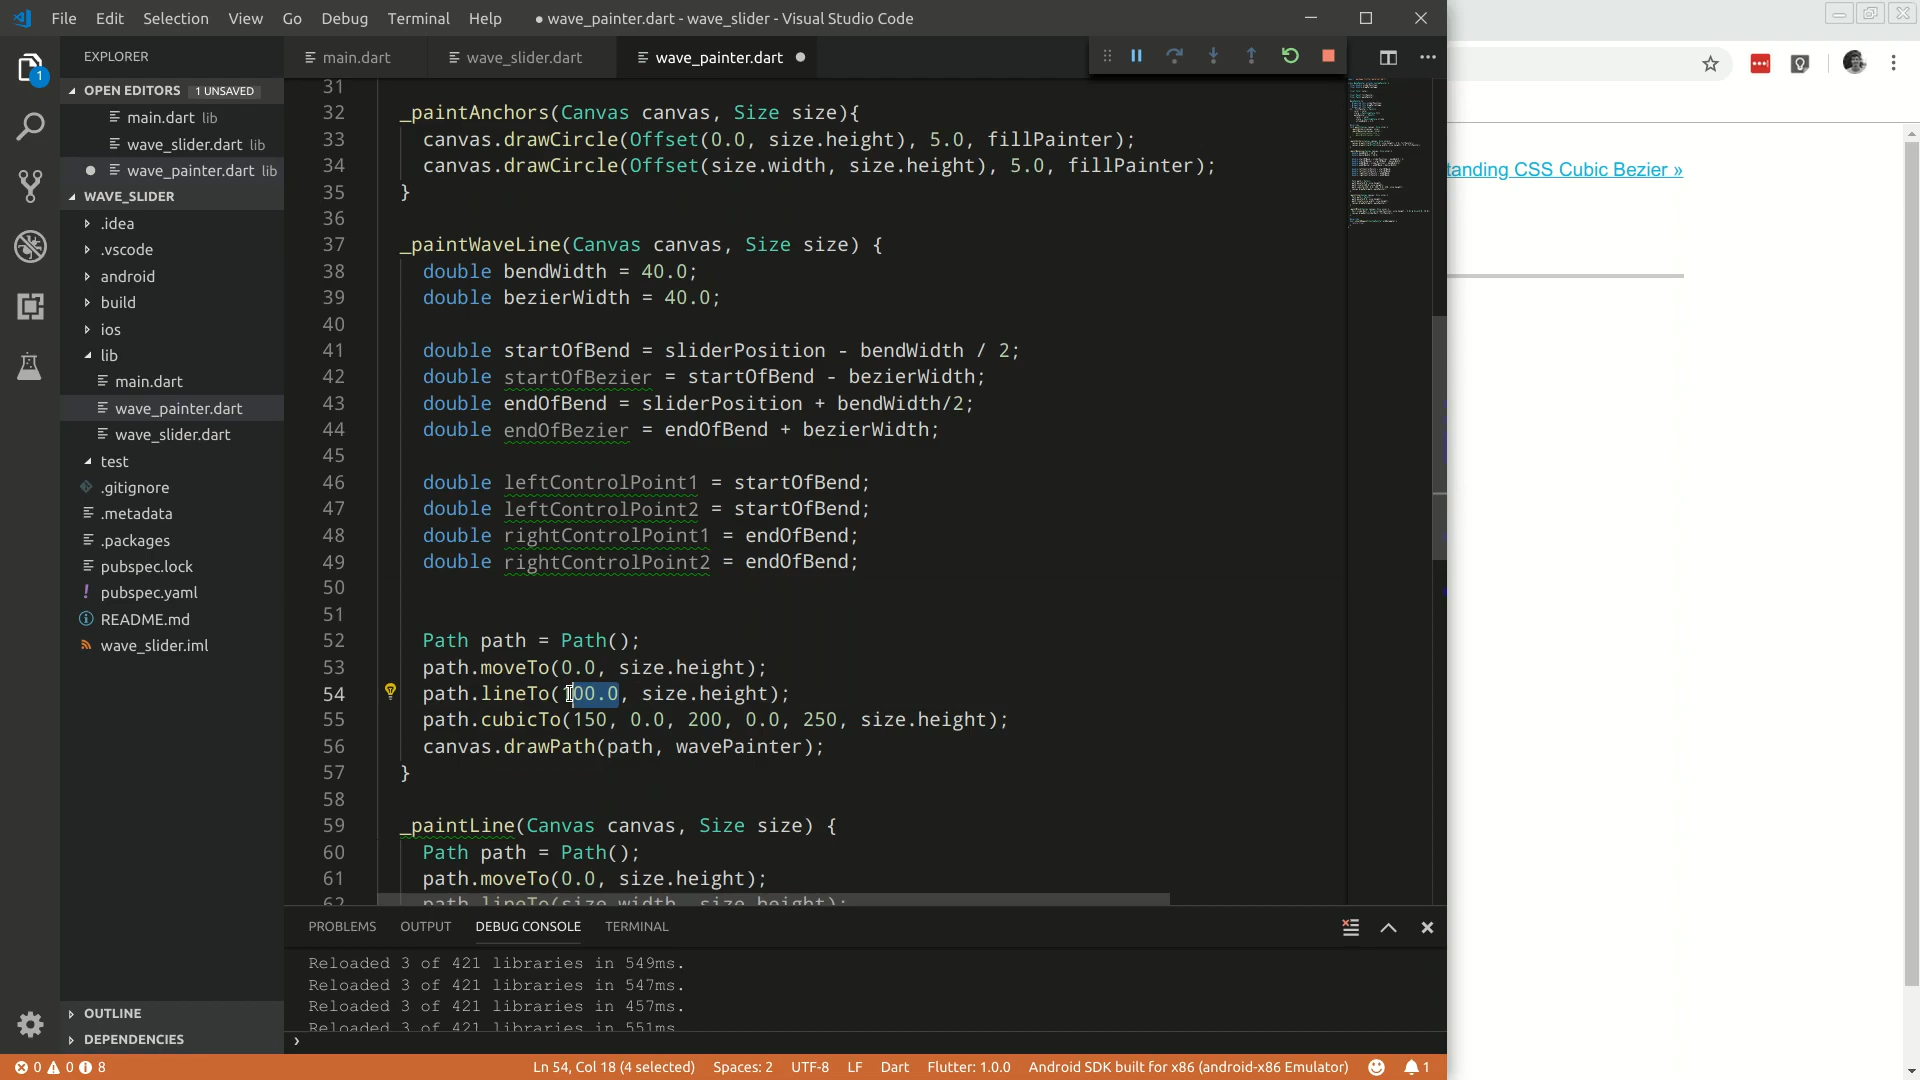 File Edit Selection View Go Debug Terminal Help ● wave_painter.dart - wave_slider - Visual Studio Code
EXPLORER
main.dart wave_slider.dart wave_painter.dart
OPEN EDITORS 1 UNSAVED
main.dart lib
wave_slider.dart lib
wave_painter.dart lib
WAVE_SLIDER
.idea
.vscode
android
build
ios
lib
main.dart
wave_painter.dart
wave_slider.dart
test
.gitignore
.metadata
.packages
pubspec.lock
pubspec.yaml
README.md
wave_slider.iml
OUTLINE
DEPENDENCIES
31
32 _paintAnchors(Canvas canvas, Size size){
33 canvas.drawCircle(Offset(0.0, size.height), 5.0, fillPainter);
34 canvas.drawCircle(Offset(size.width, size.height), 5.0, fillPainter);
35 }
36
37 _paintWaveLine(Canvas canvas, Size size) {
38 double bendWidth = 40.0;
39 double bezierWidth = 40.0;
40
41 double startOfBend = sliderPosition - bendWidth / 2;
42 double startOfBezier = startOfBend - bezierWidth;
43 double endOfBend = sliderPosition + bendWidth/2;
44 double endOfBezier = endOfBend + bezierWidth;
45
46 double leftControlPoint1 = startOfBend;
47 double leftControlPoint2 = startOfBend;
48 double rightControlPoint1 = endOfBend;
49 double rightControlPoint2 = endOfBend;
50
51
52 Path path = Path();
53 path.moveTo(0.0, size.height);
54 path.lineTo(100.0, size.height);
55 path.cubicTo(150, 0.0, 200, 0.0, 250, size.height);
56 canvas.drawPath(path, wavePainter);
57 }
58
59 _paintLine(Canvas canvas, Size size) {
60 Path path = Path();
61 path.moveTo(0.0, size.height);
62 path.lineTo(size.width, size.height);
PROBLEMS OUTPUT DEBUG CONSOLE TERMINAL
Reloaded 3 of 421 libraries in 549ms.
Reloaded 3 of 421 libraries in 547ms.
Reloaded 3 of 421 libraries in 457ms.
Reloaded 3 of 421 libraries in 551ms.
0 0 8 Ln 54, Col 18 (4 selected) Spaces: 2 UTF-8 LF Dart Flutter: 1.0.0 Android SDK built for x86 (android-x86 Emulator) 1
1
tanding CSS Cubic Bezier »